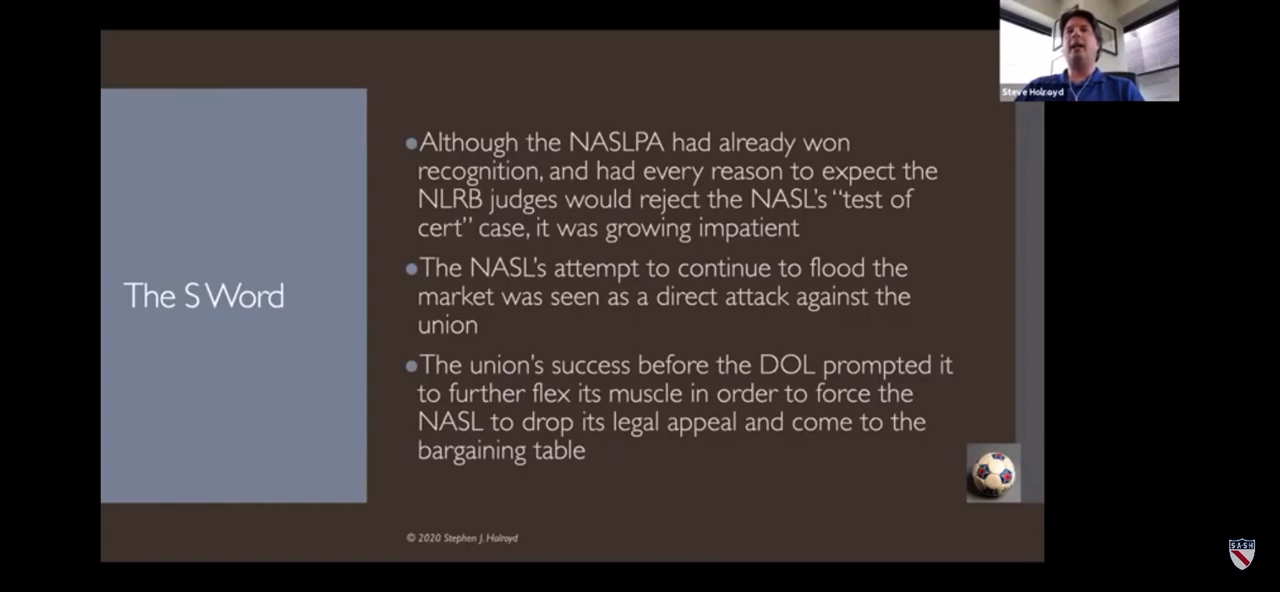 Steve Holroyd
The S Word
●Although the NASLPA had already won
recognition, and had every reason to expect the
NLRB judges would reject the NASL's “test of
cert” case, it was growing impatient
●The NASL's attempt to continue to flood the
market was seen as a direct attack against the
union
●The union's success before the DOL prompted it
to further flex its muscle in order to force the
NASL to drop its legal appeal and come to the
bargaining table
© 2020 Stephen J. Holroyd
SASH